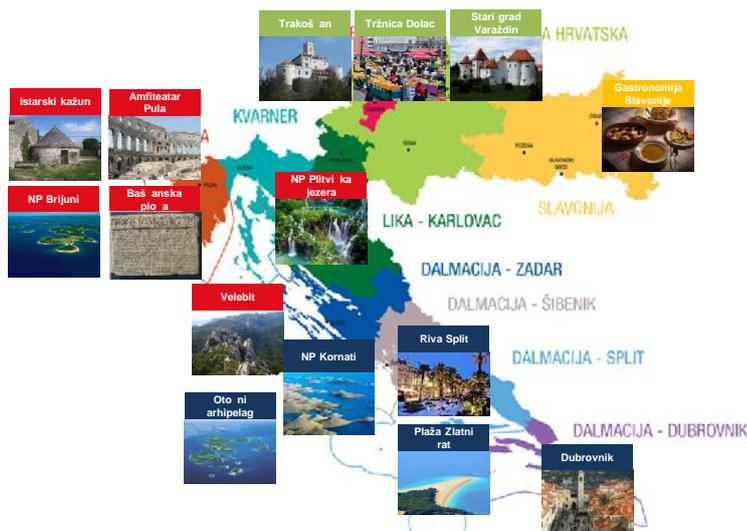 Trakoš an
Tržnica Dolac
Stari grad
Varaždin
A HRVATSKA
Gastronomija
Slavonije
Istarski kažun
Amfiteatar
Pula
KVARNER
A
NP Brijuni
Baš anska
plo a
NP Plitvi ka
jezera
LIKA - KARLOVAC
SLAVONIJA
DALMACIJA - ZADAR
Velebit
DALMACIJA - ŠIBENIK
Riva Split
NP Kornati
DALMACIJA - SPLIT
Oto ni
arhipelag
Plaža Zlatni
rat
DALMACIJA - DUBROVNIK
Dubrovnik